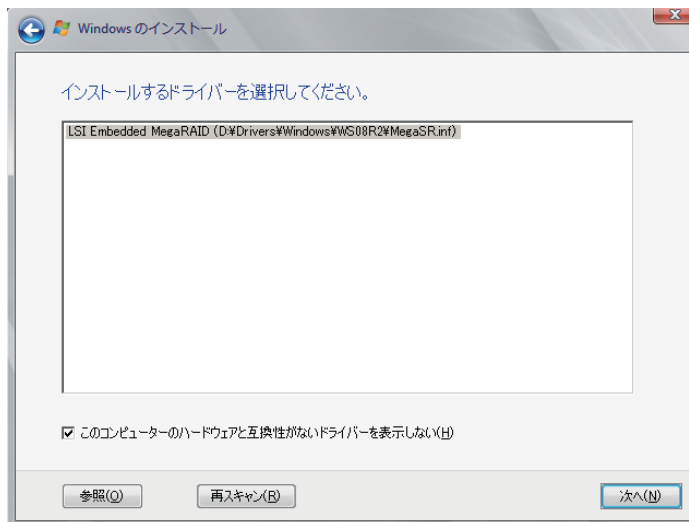 Windows のインストール
インストールするドライバーを選択してください。
LSI Embedded MegaRAID (D:¥Drivers¥Windows¥WS08R2¥MegaSR.inf)
このコンピューターのハードウェアと互換性がないドライバーを表示しない(H)
参照(O) 再スキャン(R) 次へ(N)